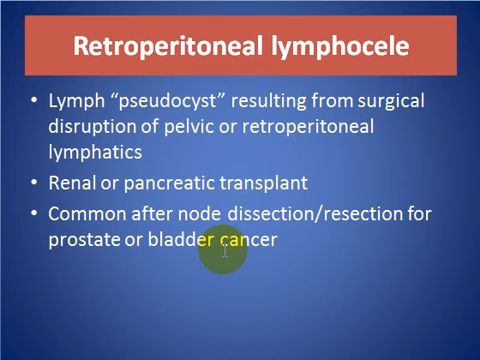 Retroperitoneal lymphocele
• Lymph “pseudocyst” resulting from surgical
disruption of pelvic or retroperitoneal
lymphatics
• Renal or pancreatic transplant
• Common after node dissection/resection for
prostate or bladder cancer